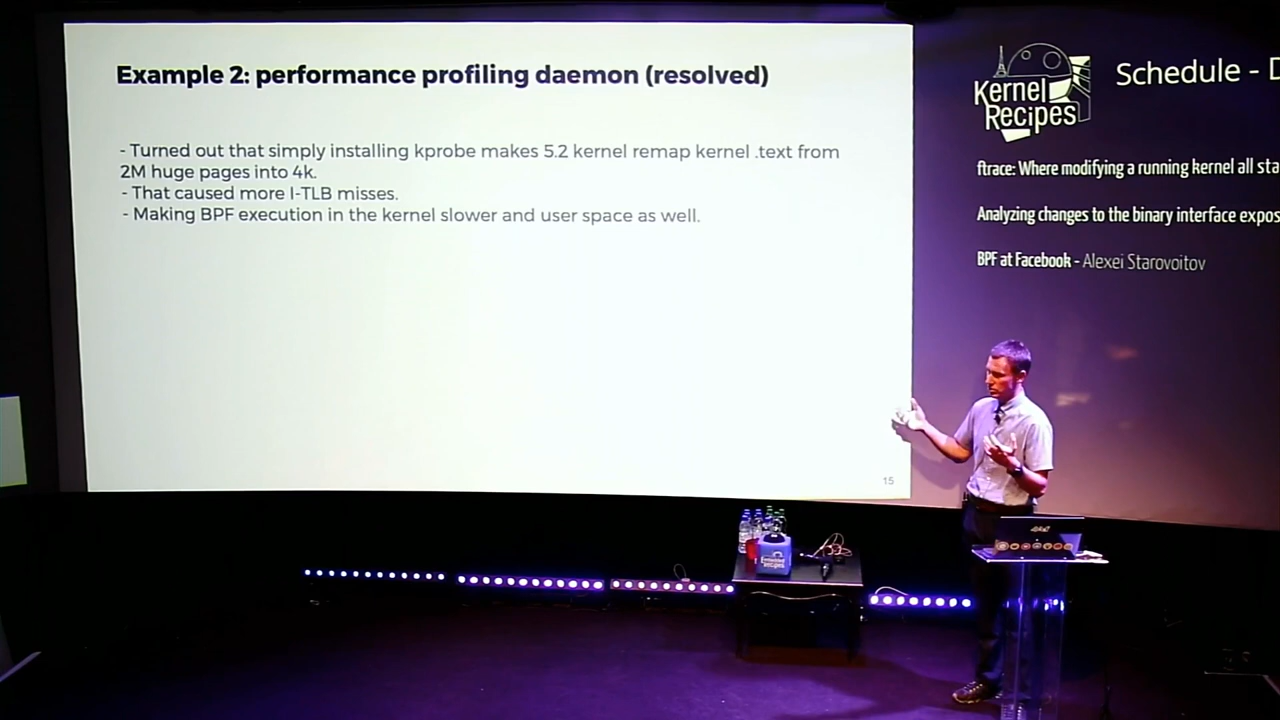 Example 2: performance profiling daemon (resolved)
- Turned out that simply installing kprobe makes 5.2 kernel remap kernel .text from
2M huge pages into 4k.
- That caused more I-TLB misses.
- Making BPF execution in the kernel slower and user space as well.
15
Kernel
Recipes
Schedule - D
ftrace: Where modifying a running kernel all sta
Analyzing changes to the binary interface expos
BPF at Facebook - Alexei Starovoitov
Embedded
Recipes